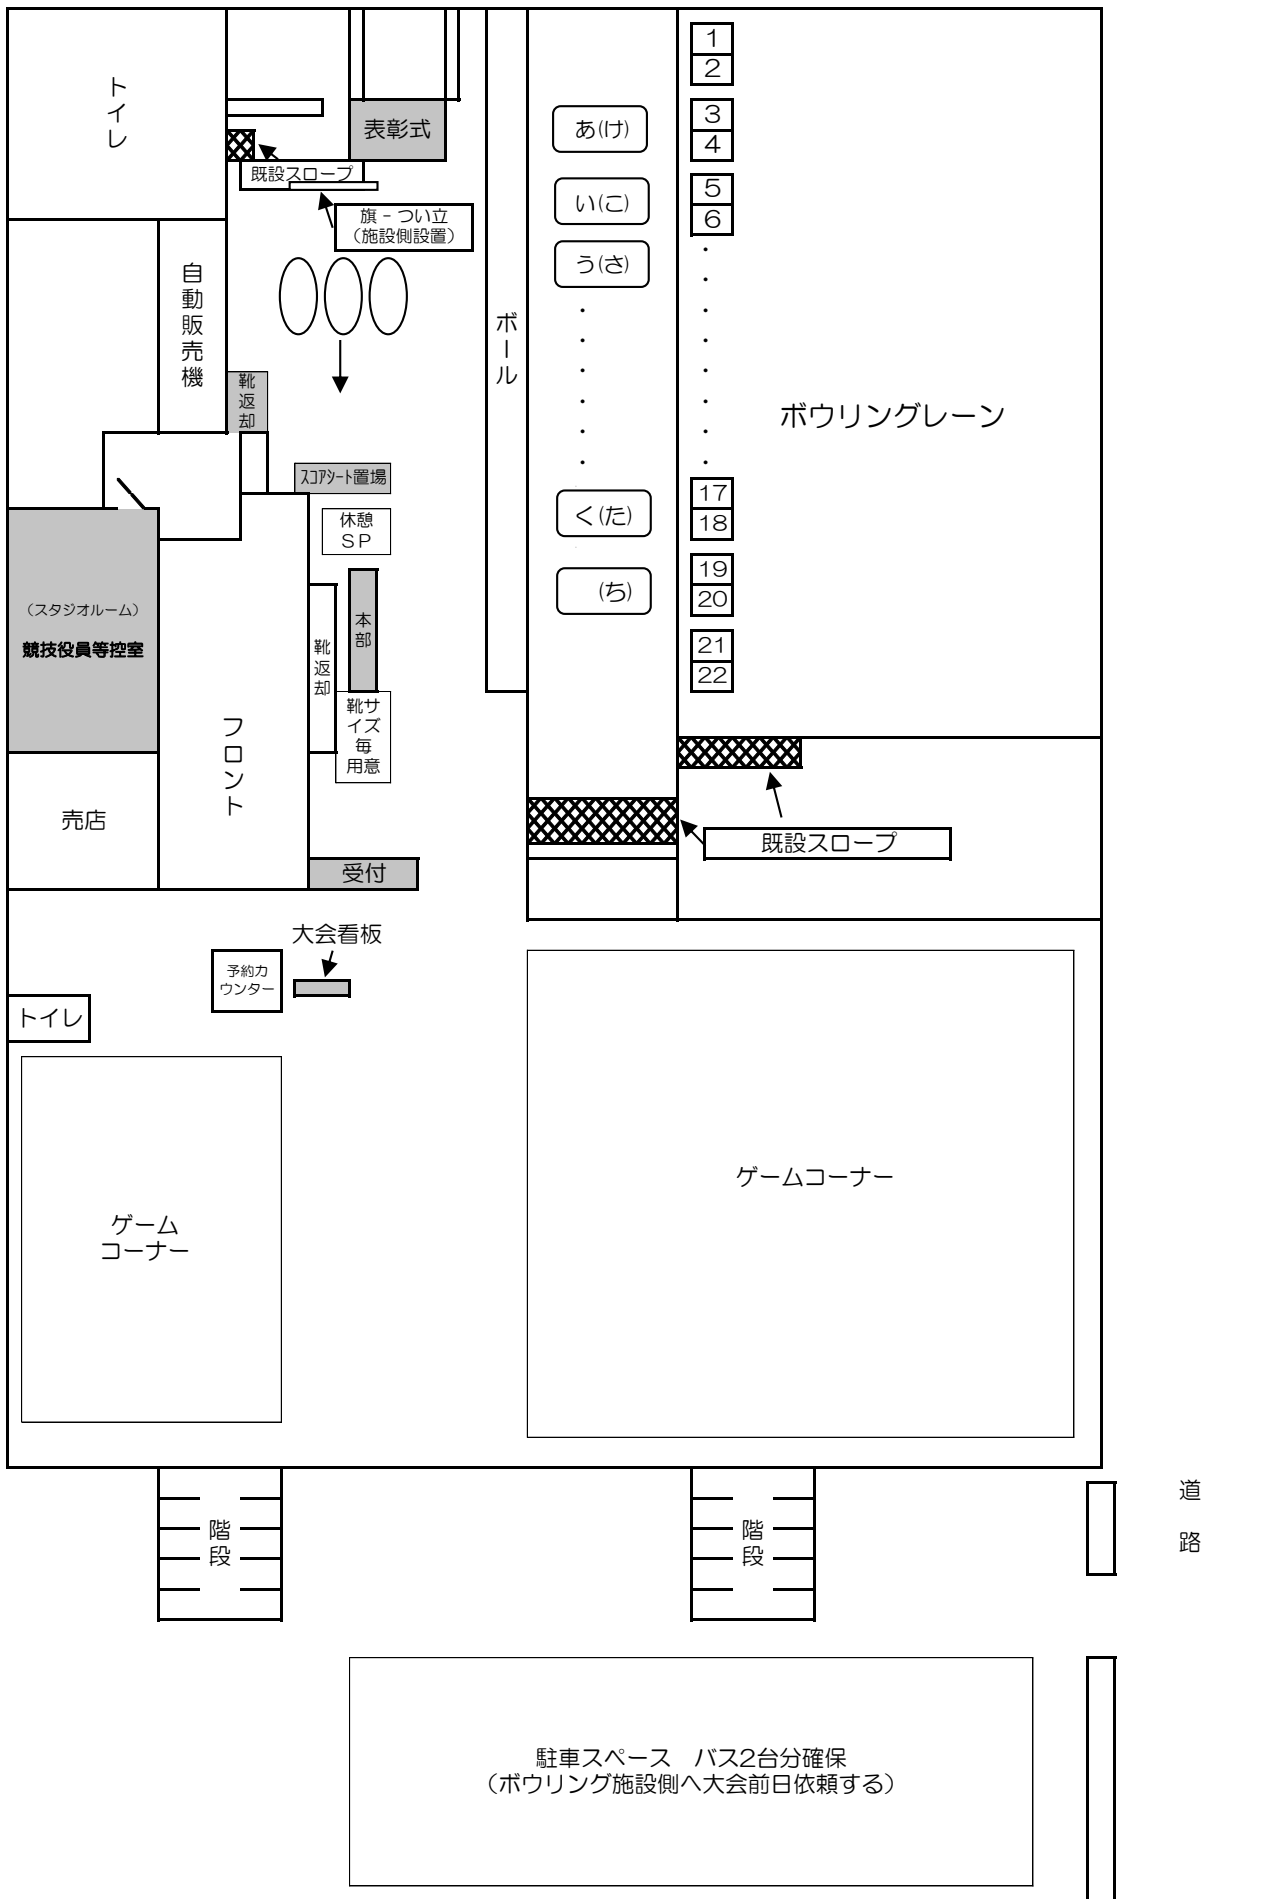 トイレ
表彰式
既設スロープ
旗－つい立
（施設側設置）
自動販売機
靴返却
スコアシート置場
休憩
ＳＰ
（スタジオルーム）
競技役員等控室
本部
靴返却
靴サ
イズ
毎
用意
フロント
売店
受付
ボール
あ(け)
い(こ)
う(さ)
・
・
・
・
・
・
く(た)
(ち)
1
2
3
4
5
6
・
・
・
・
・
・
・
・
17
18
19
20
21
22
ボウリングレーン
既設スロープ
大会看板
予約カ
ウンター
トイレ
ゲーム
コーナー
ゲームコーナー
階段
階段
道
路
駐車スペース　バス2台分確保
（ボウリング施設側へ大会前日依頼する）